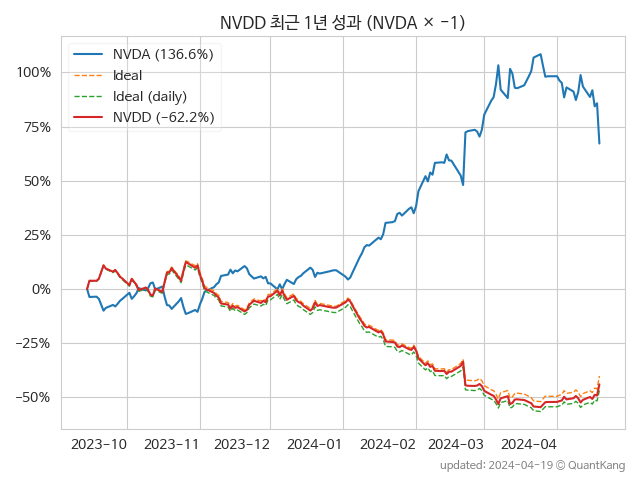 NVDD 최근 1년 성과 (NVDA × −1)
NVDA (136.6%)
Ideal
Ideal (daily)
NVDD (−62.2%)
100%
75%
50%
25%
0%
−25%
−50%
2023-10
2023-11
2023-12
2024-01
2024-02
2024-03
2024-04
updated: 2024-04-19 © QuantKang